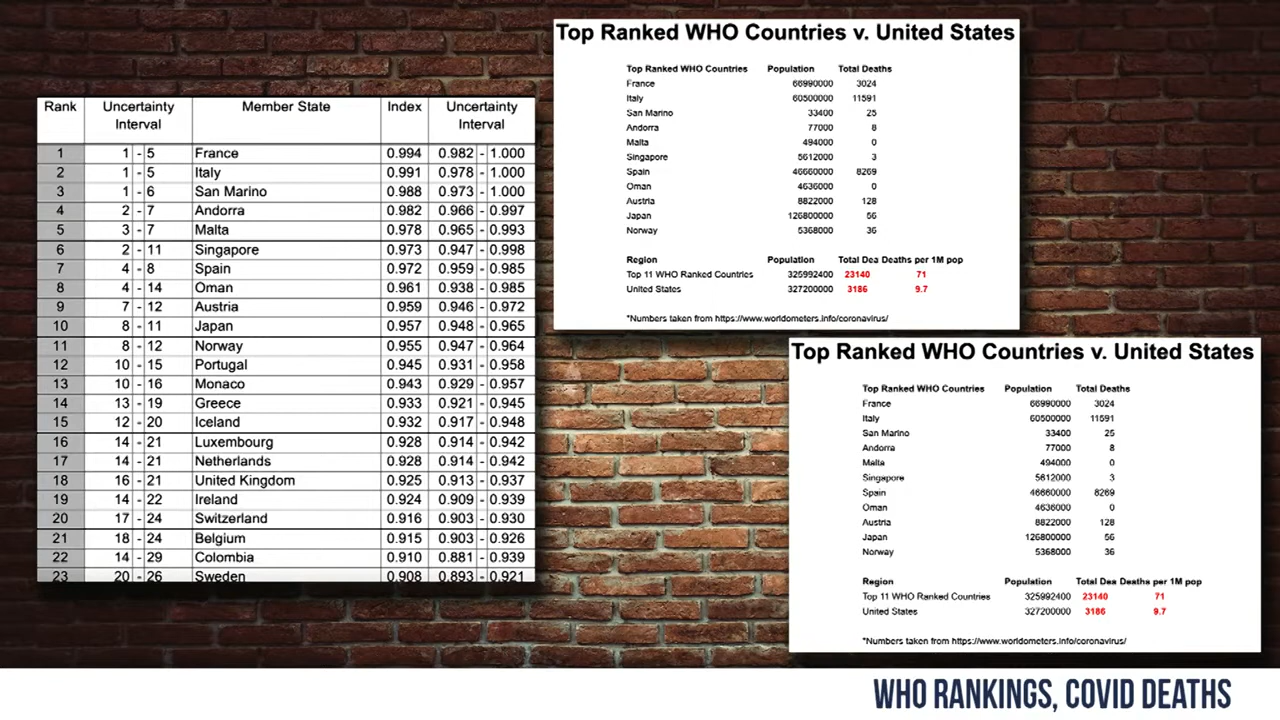 Rank Uncertainty Interval Member State Index Uncertainty Interval
1 1 - 5 France 0.994 0.982 - 1.000
2 1 - 5 Italy 0.991 0.978 - 1.000
3 1 - 6 San Marino 0.988 0.973 - 1.000
4 2 - 7 Andorra 0.982 0.966 - 0.997
5 3 - 7 Malta 0.978 0.965 - 0.993
6 2 - 11 Singapore 0.973 0.947 - 0.998
7 4 - 8 Spain 0.972 0.959 - 0.985
8 4 - 14 Oman 0.961 0.938 - 0.985
9 7 - 12 Austria 0.959 0.946 - 0.972
10 8 - 11 Japan 0.957 0.948 - 0.965
11 8 - 12 Norway 0.955 0.947 - 0.964
12 10 - 15 Portugal 0.945 0.931 - 0.958
13 10 - 16 Monaco 0.943 0.929 - 0.957
14 13 - 19 Greece 0.933 0.921 - 0.945
15 12 - 20 Iceland 0.932 0.917 - 0.948
16 14 - 21 Luxembourg 0.928 0.914 - 0.942
17 14 - 21 Netherlands 0.928 0.914 - 0.942
18 16 - 21 United Kingdom 0.925 0.913 - 0.937
19 14 - 22 Ireland 0.924 0.909 - 0.939
20 17 - 24 Switzerland 0.916 0.903 - 0.930
21 18 - 24 Belgium 0.915 0.903 - 0.926
22 14 - 29 Colombia 0.910 0.881 - 0.939
23 20 - 26 Sweden 0.908 0.893 - 0.921
Top Ranked WHO Countries v. United States
Top Ranked WHO Countries Population Total Deaths
France 66990000 3024
Italy 60500000 11591
San Marino 33400 25
Andorra 77000 8
Malta 494000 0
Singapore 5612000 3
Spain 46660000 8269
Oman 4636000 0
Austria 8822000 128
Japan 126800000 56
Norway 5368000 36
Region Population Total Dea Deaths per 1M pop
Top 11 WHO Ranked Countries 325992400 23140 71
United States 327200000 3186 9.7
*Numbers taken from https://www.worldometers.info/coronavirus/
Top Ranked WHO Countries v. United States
Top Ranked WHO Countries Population Total Deaths
France 66990000 3024
Italy 60500000 11591
San Marino 33400 25
Andorra 77000 8
Malta 494000 0
Singapore 5612000 3
Spain 46660000 8269
Oman 4636000 0
Austria 8822000 128
Japan 126800000 56
Norway 5368000 36
Region Population Total Dea Deaths per 1M pop
Top 11 WHO Ranked Countries 325992400 23140 71
United States 327200000 3186 9.7
*Numbers taken from https://www.worldometers.info/coronavirus/
WHO RANKINGS, COVID DEATHS